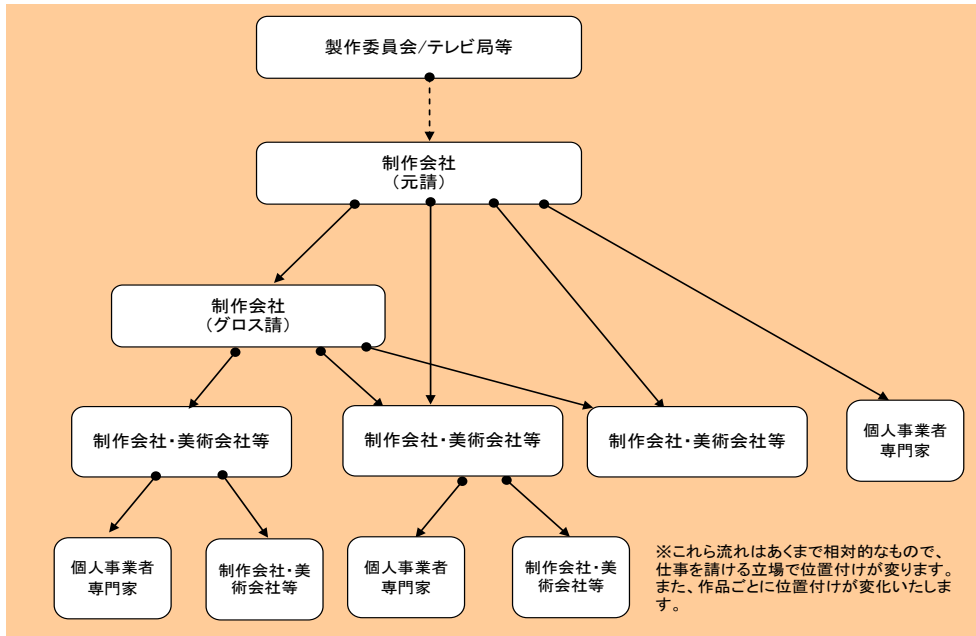 製作委員会/テレビ局等
制作会社
(元請)
制作会社
(グロス請)
制作会社・美術会社等
制作会社・美術会社等
制作会社・美術会社等
個人事業者
専門家
個人事業者
専門家
制作会社・美
術会社等
個人事業者
専門家
制作会社・美
術会社等
※これら流れはあくまで相対的なもので、
仕事を請ける立場で位置付けが変ります。
また、作品ごとに位置付けが変化いたしま
す。